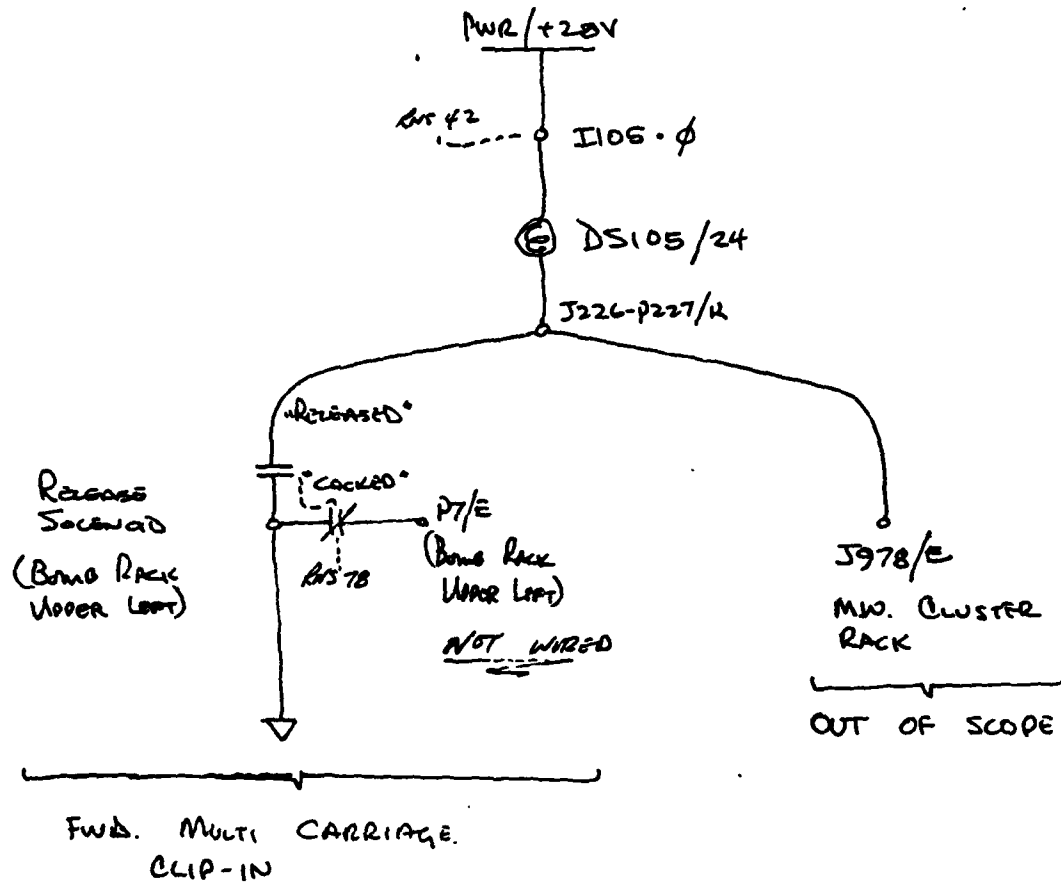 PWR/+28V
I105.φ
DS105/24
J226-P227/K
"RELEASED"
"COCKED"
RELEASE
SOLENOID
(BOMB RACK
UPPER LEFT)
P7/E
(BOMB RACK
UPPER LEFT)
NOT WIRED
J978/E
CLUSTER
RACK
OUT OF SCOPE
FWD. MULTI CARRIAGE.
CLIP-IN